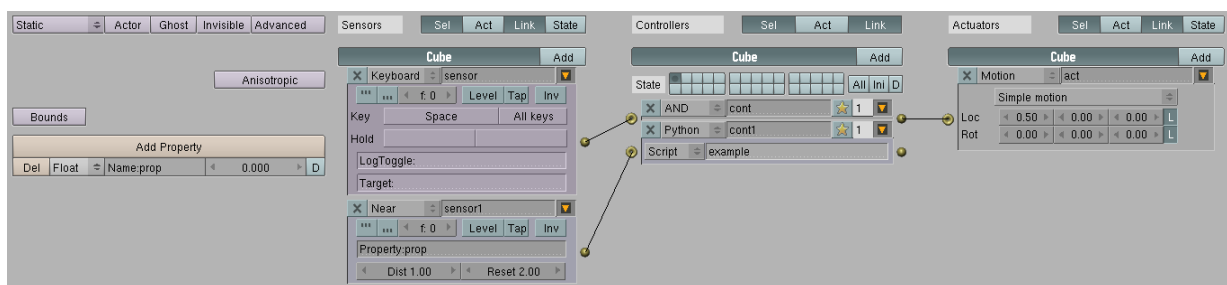 Static Actor Ghost Invisible Advanced
Anisotropic
Bounds
Add Property
Del Float Name:prop 0.000 D
Sensors Sel Act Link State
Cube Add
X Keyboard sensor
f: 0 Level Tap Inv
Key Space All keys
Hold
LogToggle:
Target:
X Near sensor1
f: 0 Level Tap Inv
Property:prop
Dist 1.00 Reset 2.00
Controllers Sel Act Link
Cube Add
State All Ini D
X AND cont 1
X Python cont1 1
Script example
Actuators Sel Act Link State
Cube Add
X Motion act
Simple motion
Loc 0.50 0.00 0.00 L
Rot 0.00 0.00 0.00 L